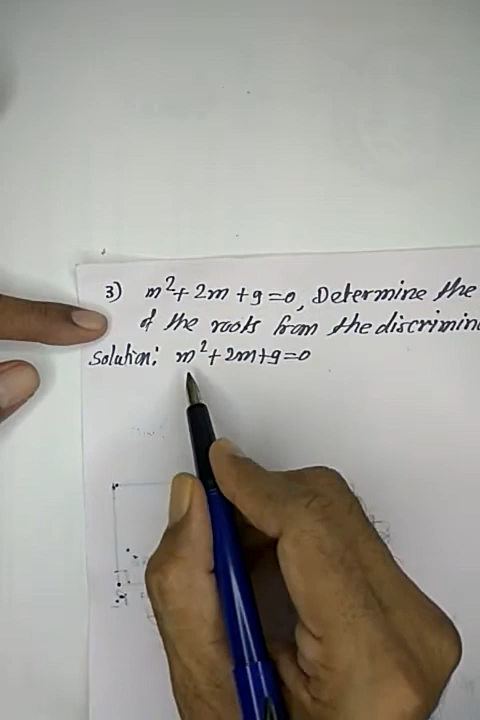 3) m²+2m+9=0, Determine the
of the roots from the discrimin
Solution: m²+2m+9=0